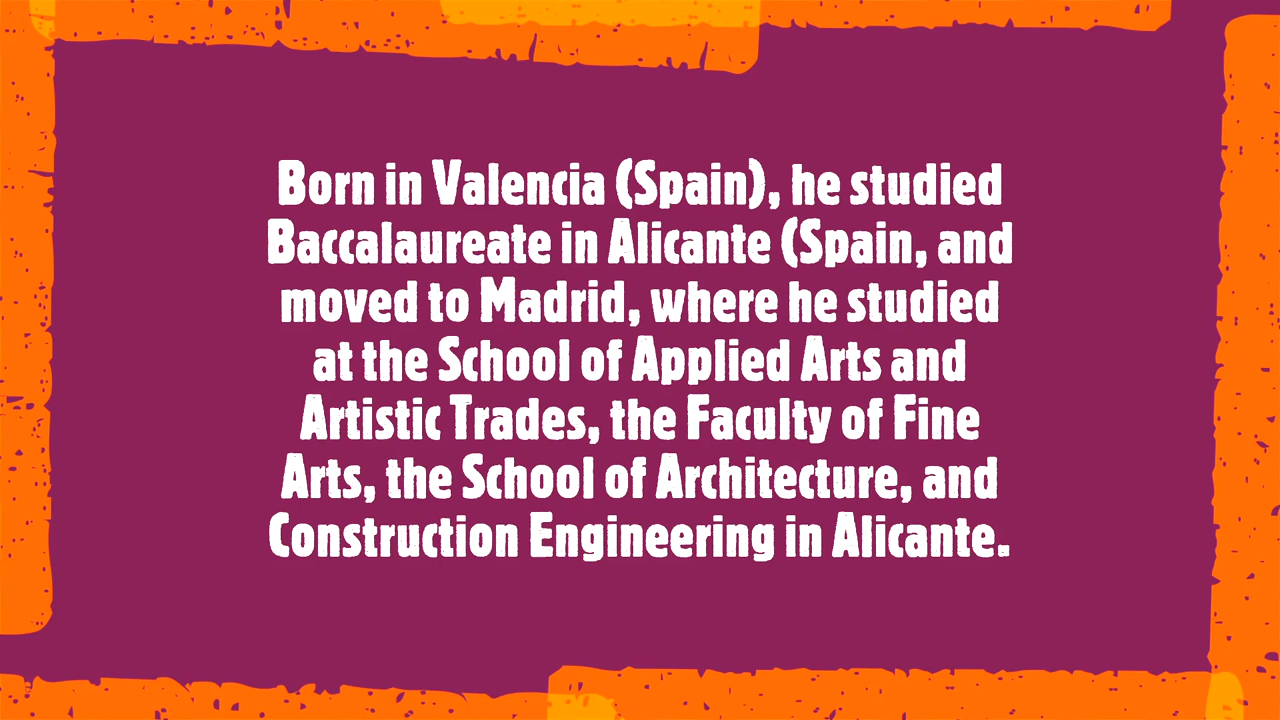 Born in Valencia (Spain), he studied
Baccalaureate in Alicante (Spain, and
moved to Madrid, where he studied
at the School of Applied Arts and
Artistic Trades, the Faculty of Fine
Arts, the School of Architecture, and
Construction Engineering in Alicante.